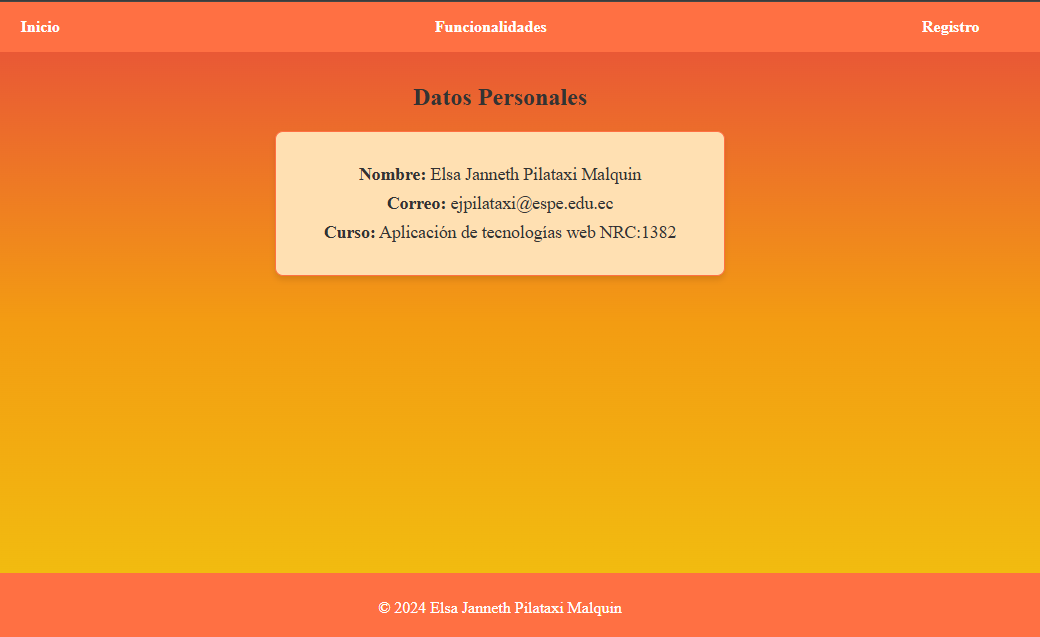 Inicio Funcionalidades Registro
Datos Personales
Nombre: Elsa Janneth Pilataxi Malquin
Correo: ejpilataxi@espe.edu.ec
Curso: Aplicación de tecnologías web NRC:1382
© 2024 Elsa Janneth Pilataxi Malquin